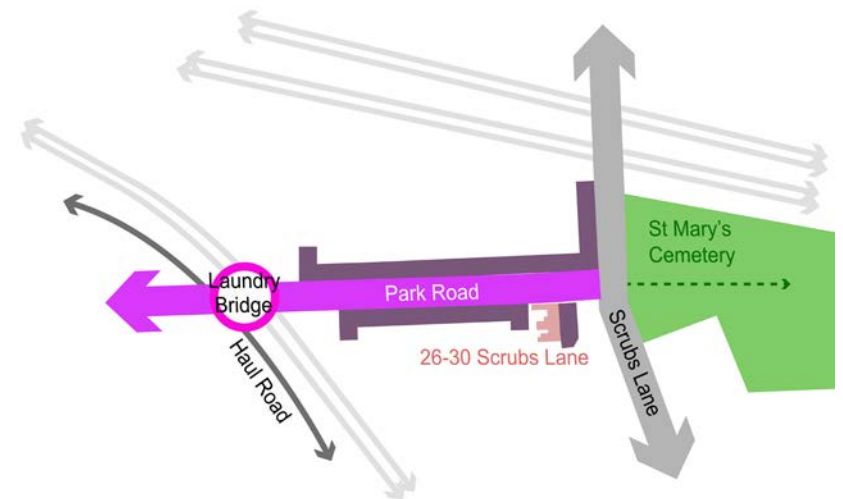 St Mary's
Cemetery
Laundry
Bridge
Park Road
Scrubs Lane
26-30 Scrubs Lane
Haul Road